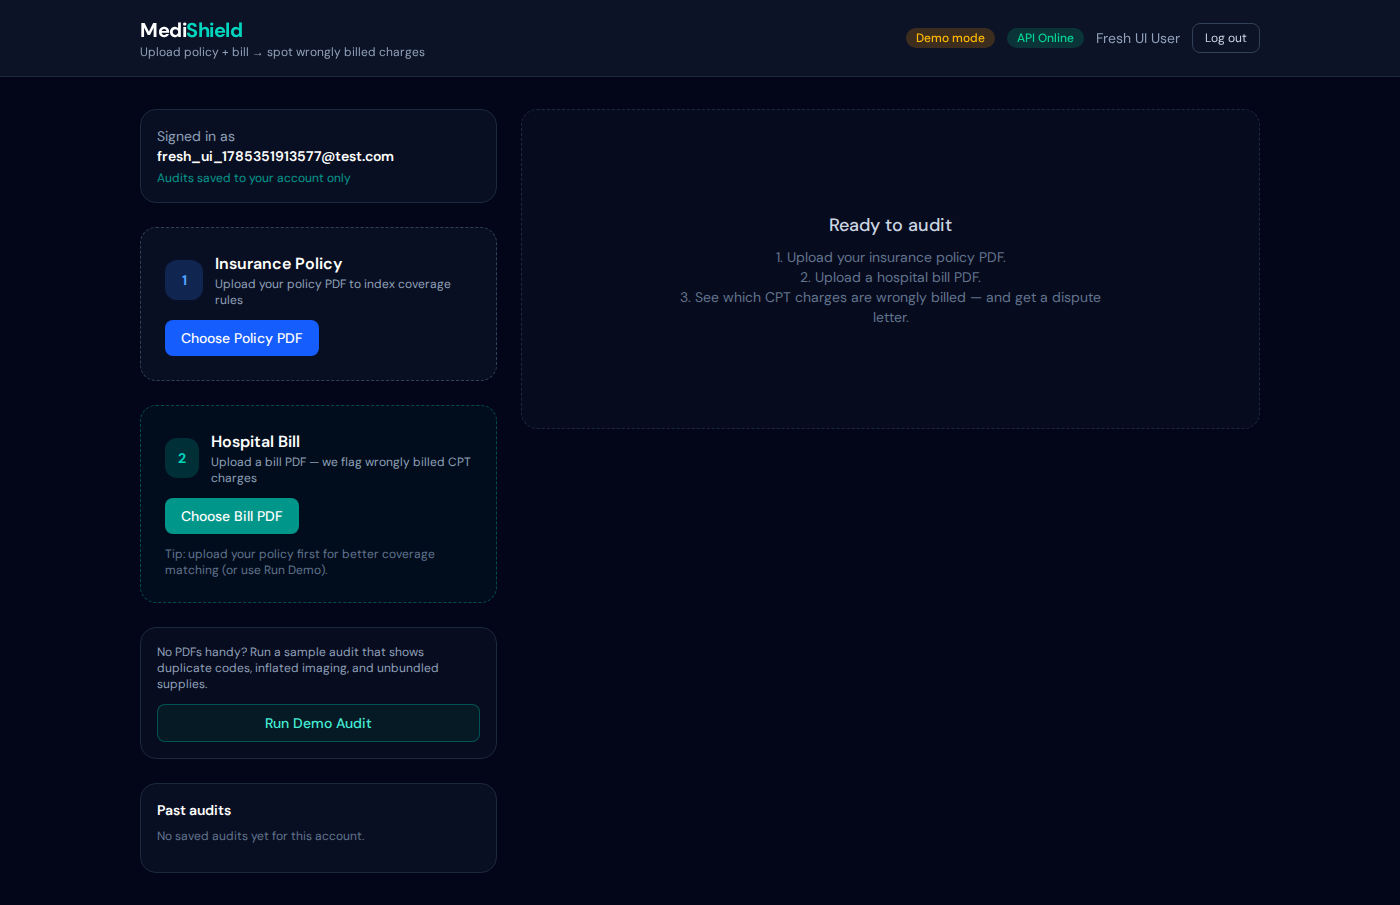 MediShield
Upload policy + bill → spot wrongly billed charges
Demo mode
API Online
Fresh UI User
Log out
Signed in as
fresh_ui_1785351913577@test.com
Audits saved to your account only
1
Insurance Policy
Upload your policy PDF to index coverage
rules
Choose Policy PDF
2
Hospital Bill
Upload a bill PDF — we flag wrongly billed CPT
charges
Choose Bill PDF
Tip: upload your policy first for better coverage
matching (or use Run Demo).
No PDFs handy? Run a sample audit that shows
duplicate codes, inflated imaging, and unbundled
supplies.
Run Demo Audit
Past audits
No saved audits yet for this account.
Ready to audit
1. Upload your insurance policy PDF.
2. Upload a hospital bill PDF.
3. See which CPT charges are wrongly billed — and get a dispute
letter.